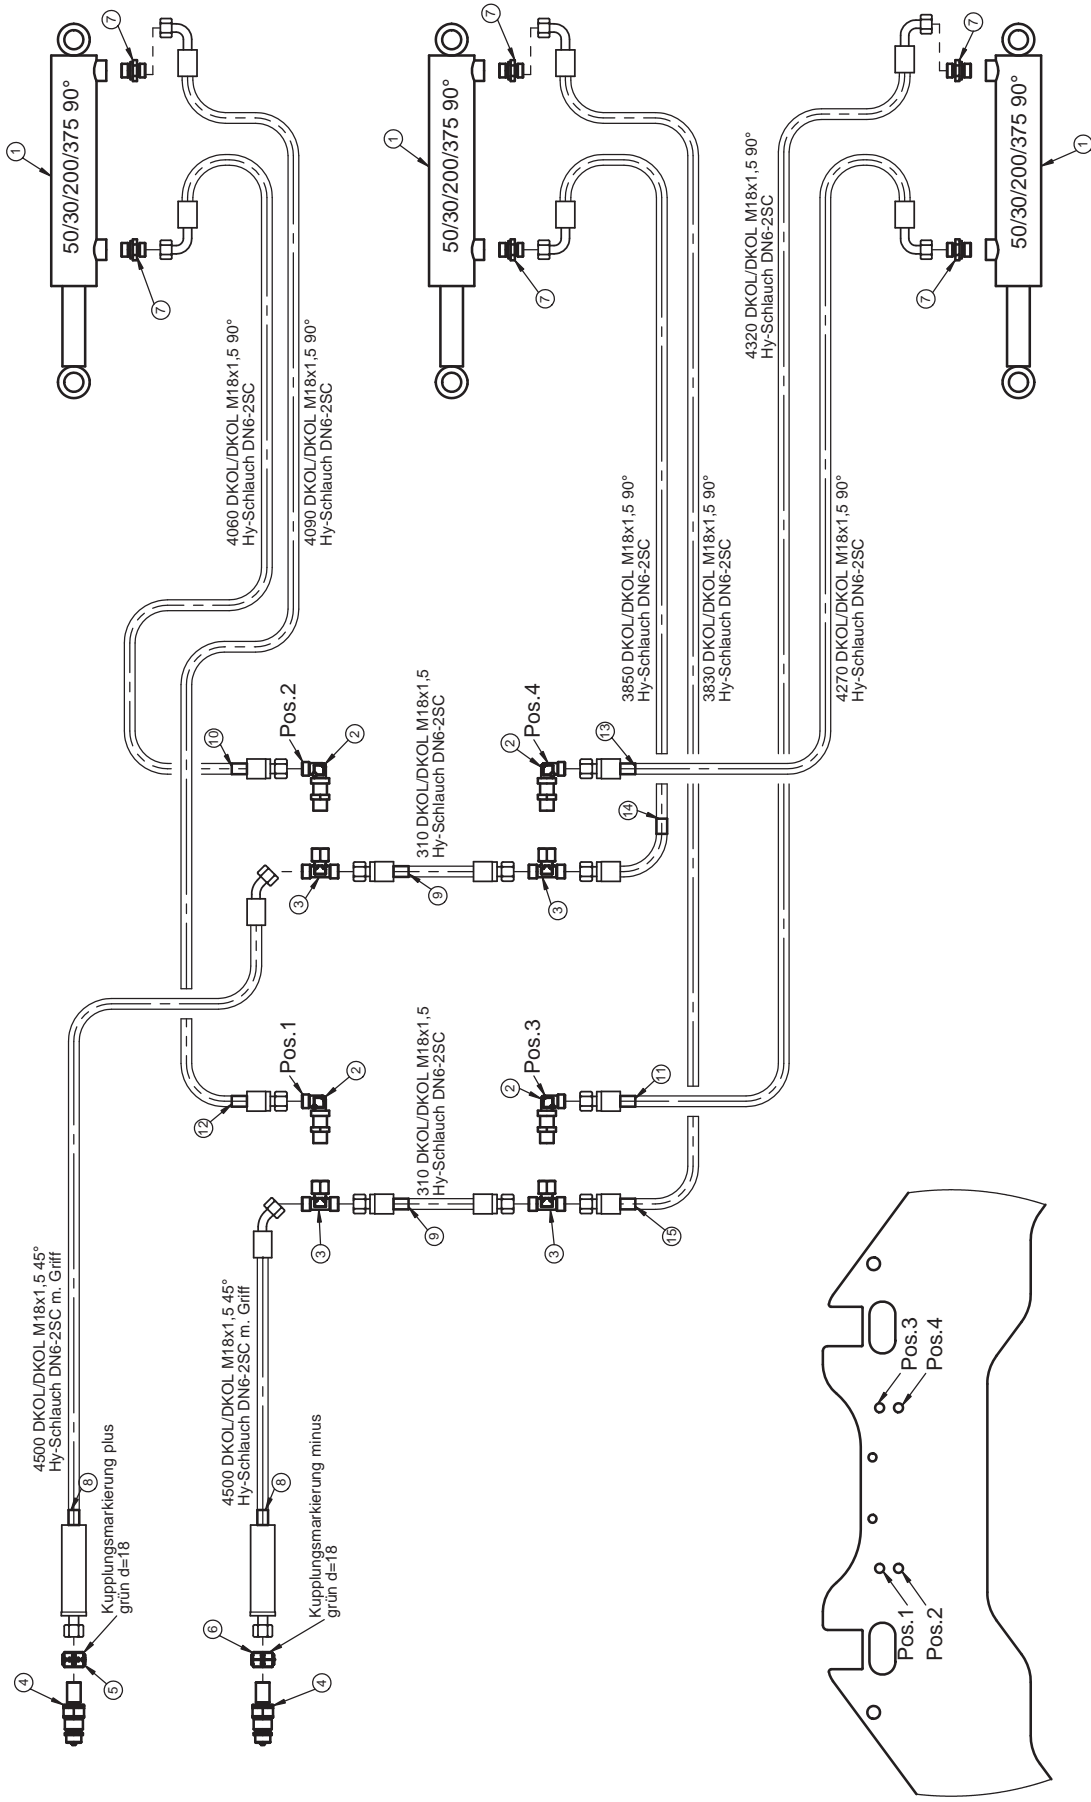 1
50/30/200/375 90°
7
7
4060 DKOL/DKOL M18x1,5 90°
Hy-Schlauch DN6-2SC
4090 DKOL/DKOL M18x1,5 90°
Hy-Schlauch DN6-2SC
1
50/30/200/375 90°
7
7
3850 DKOL/DKOL M18x1,5 90°
Hy-Schlauch DN6-2SC
3830 DKOL/DKOL M18x1,5 90°
Hy-Schlauch DN6-2SC
4320 DKOL/DKOL M18x1,5 90°
Hy-Schlauch DN6-2SC
4270 DKOL/DKOL M18x1,5 90°
Hy-Schlauch DN6-2SC
7
7
50/30/200/375 90°
1
10
Pos.2
2
310 DKOL/DKOL M18x1,5
Hy-Schlauch DN6-2SC
2
Pos.4
13
14
3
9
3
12
Pos.1
2
310 DKOL/DKOL M18x1,5
Hy-Schlauch DN6-2SC
2
Pos.3
11
3
9
3
15
4500 DKOL/DKOL M18x1,5 45°
Hy-Schlauch DN6-2SC m. Griff
8
Kupplungsmarkierung plus
grün d=18
4
5
4500 DKOL/DKOL M18x1,5 45°
Hy-Schlauch DN6-2SC m. Griff
8
Kupplungsmarkierung minus
grün d=18
6
4
Pos.1
Pos.2
Pos.3
Pos.4